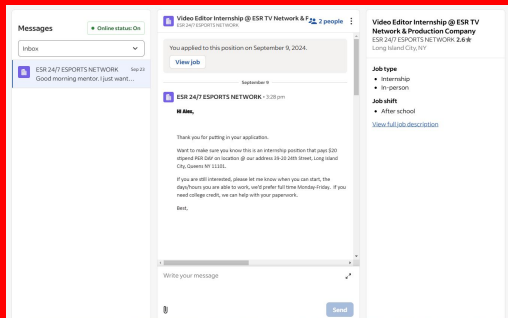 Messages
Online status: On
Inbox
ESR 24/7 ESPORTS NETWORK
Sep 23
Good morning mentor. I just want…
Video Editor Internship @ ESR TV Network & F
ESR 24/7 ESPORTS NETWORK
2 people
You applied to this position on September 9, 2024.
View job
September 9
ESR 24/7 ESPORTS NETWORK • 3:28 pm
Hi Alex,
Thank you for putting in your application.
Want to make sure you know this is an internship position that pays $20
stipend PER DAY on location @ our address 39-20 24th Street, Long Island
City, Queens NY 11101.
If you are still interested, please let me know when you can start, the
days/hours you are able to work, we'd prefer full time Monday-Friday. If you
need college credit, we can help with your paperwork.
Best,
Write your message
Send
Video Editor Internship @ ESR TV
Network & Production Company
ESR 24/7 ESPORTS NETWORK 2.6★
Long Island City, NY
Job type
• Internship
• In-person
Job shift
• After school
View full job description